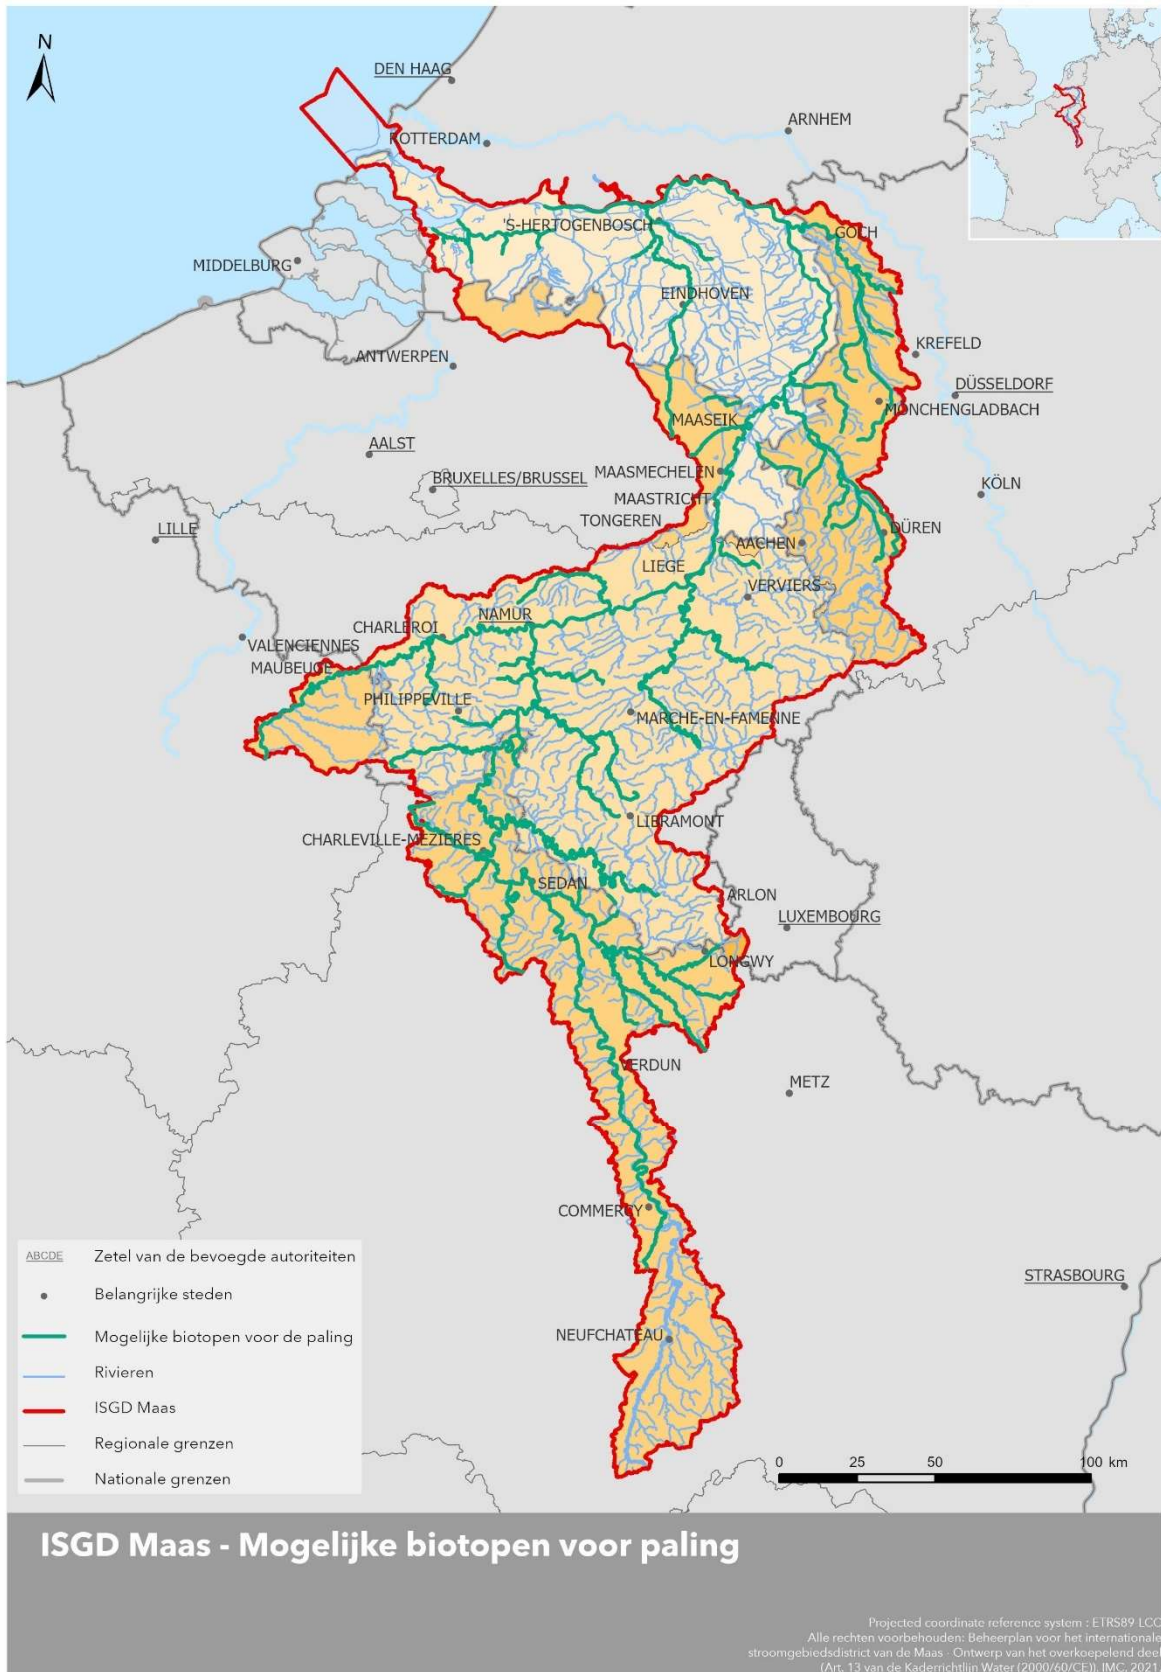 N
DEN HAAG
ROTTERDAM
ARNHEM
'S-HERTOGENBOSCH
GOCH
MIDDELBURG
EINDHOVEN
KREFELD
ANTWERPEN
DÜSSELDORF
MÖNCHENGLADBACH
MAASEIK
AALST
BRUXELLES/BRUSSEL
MAASMECHELEN
KÖLN
MAASTRICHT
TONGEREN
LILLE
AACHEN
DÜREN
LIEGE
VERVIERS
NAMUR
CHARLEROI
VALENCIENNES
MAUBEUGE
PHILIPPEVILLE
MARCHE-EN-FAMENNE
LIBRAMONT
CHARLEVILLE-MEZIERES
SEDAN
ARLON
LUXEMBOURG
LONGWY
VERDUN
METZ
COMMERCY
STRASBOURG
NEUFCHATEAU
ABCDE Zetel van de bevoegde autoriteiten
Belangrijke steden
Mogelijke biotopen voor de paling
Rivieren
ISGD Maas
Regionale grenzen
Nationale grenzen
0 25 50 100 km
ISGD Maas - Mogelijke biotopen voor paling
Projected coordinate reference system : ETRS89 LCC
Alle rechten voorbehouden: Beheerplan voor het internationale
stroomgebiedsdistrict van de Maas - Ontwerp van het overkoepelend deel
(Art. 13 van de Kaderrichtlijn Water (2000/60/CE)), IMC, 2021